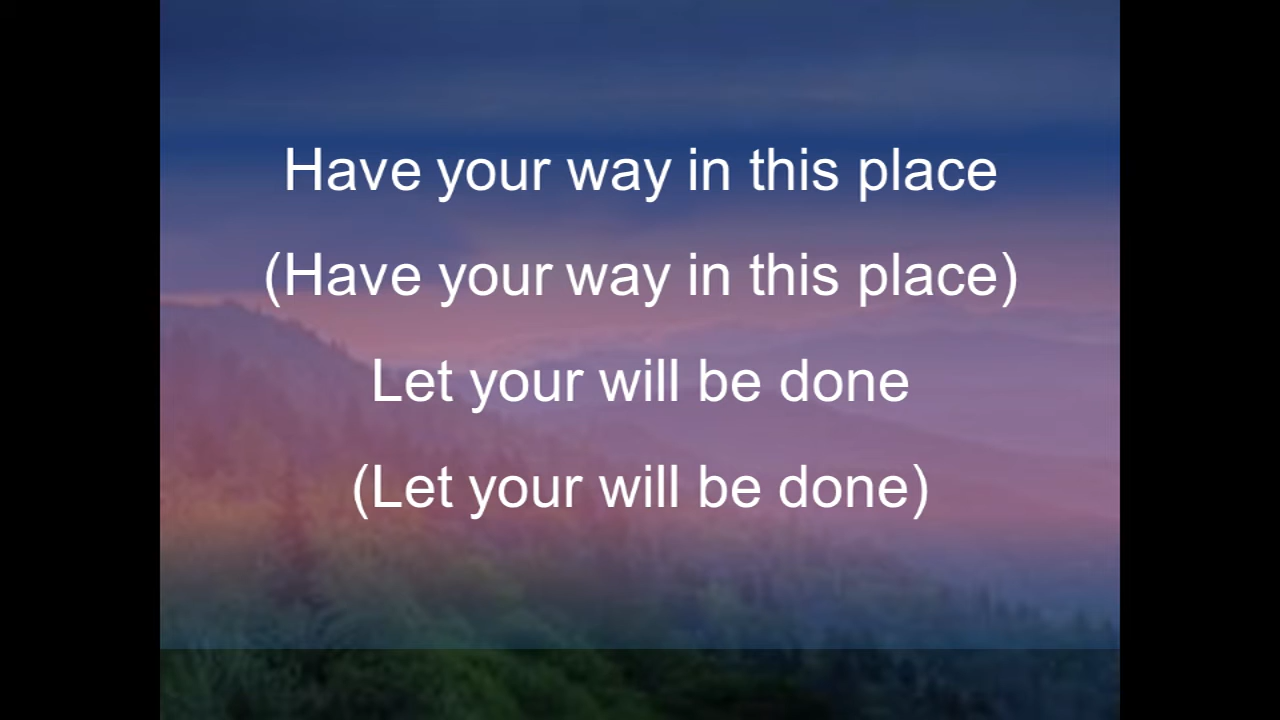 Have your way in this place
(Have your way in this place)
Let your will be done
(Let your will be done)